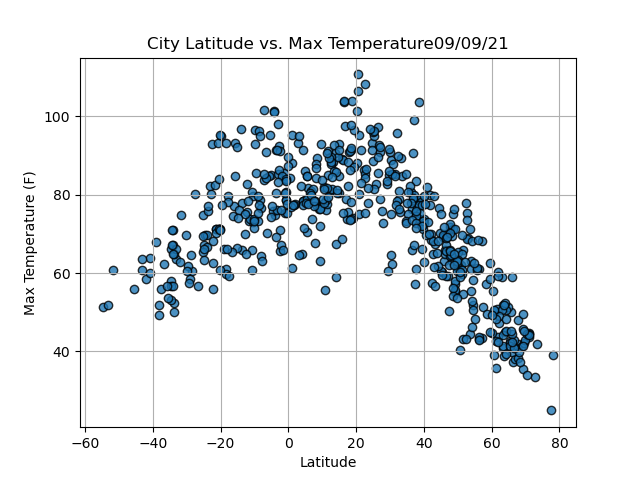 City Latitude vs. Max Temperature09/09/21
Max Temperature (F)
100
80
60
40
−60 −40 −20 0 20 40 60 80
Latitude